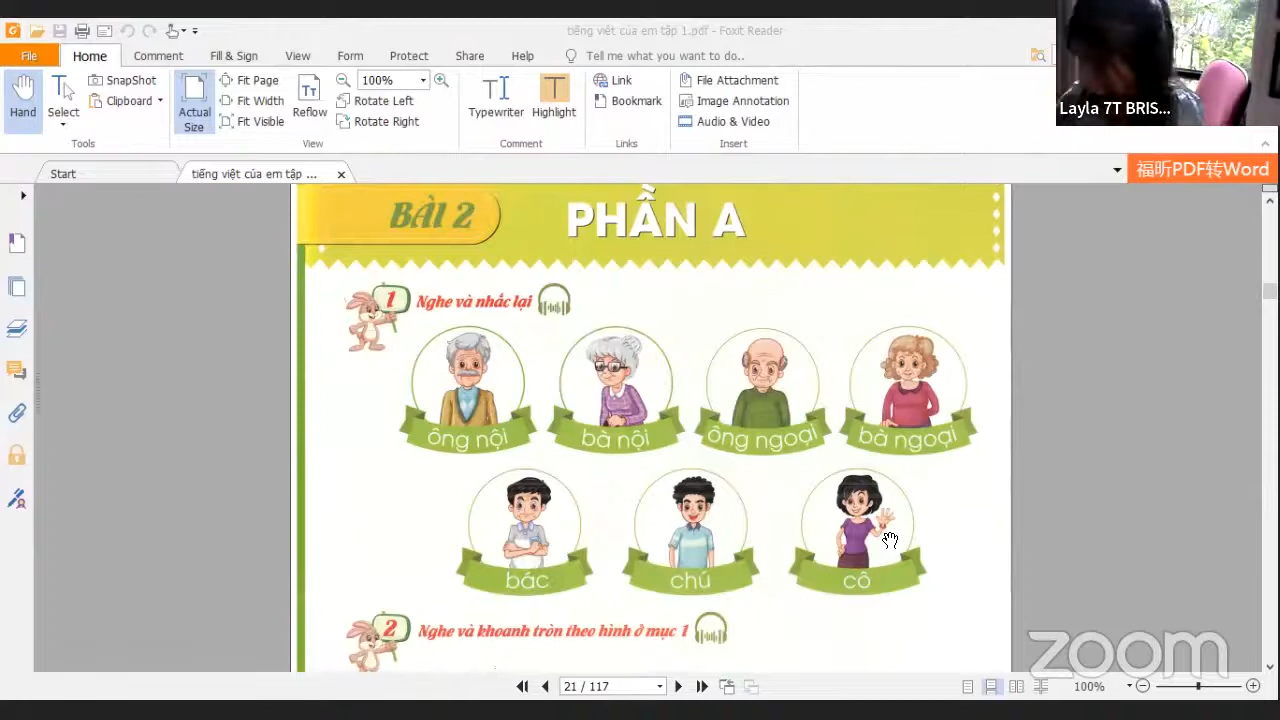 tiếng việt của em tập 1.pdf - Foxit Reader
File Home Comment Fill & Sign View Form Protect Share Help Tell me what you want to do..
Hand Select SnapShot Clipboard Actual Size Fit Page Fit Width Fit Visible Reflow 100% Rotate Left Rotate Right Typewriter Highlight Link Bookmark File Attachment Image Annotation Audio & Video
Tools View Comment Links Insert
Layla 7T BRIS...
Start tiếng việt của em tập ... 福昕PDF转Word
BÀI 2 PHẦN A
1 Nghe và nhắc lại
ông nội bà nội ông ngoại bà ngoại
bác chú cô
2 Nghe và khoanh tròn theo hình ở mục 1
zoom
21 / 117 100%